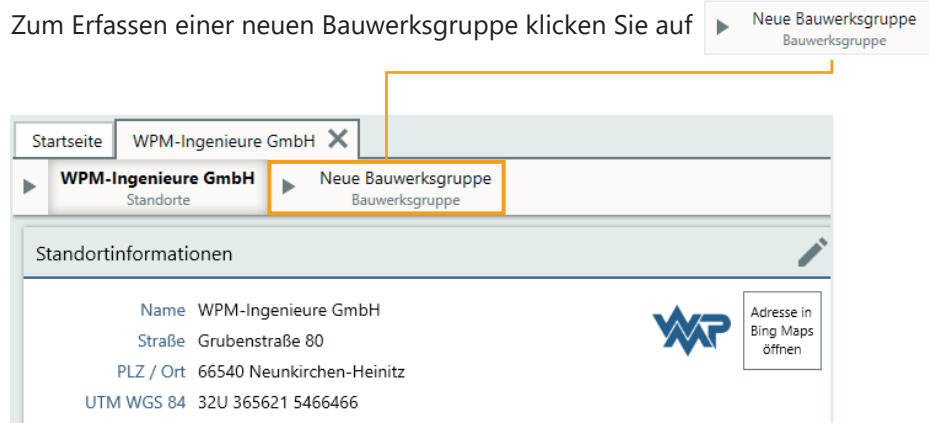 Zum Erfassen einer neuen Bauwerksgruppe klicken Sie auf
Neue Bauwerksgruppe
Bauwerksgruppe
Startseite
WPM-Ingenieure GmbH
WPM-Ingenieure GmbH
Standorte
Neue Bauwerksgruppe
Bauwerksgruppe
Standortinformationen
Name WPM-Ingenieure GmbH
Straße Grubenstraße 80
PLZ / Ort 66540 Neunkirchen-Heinitz
UTM WGS 84 32U 365621 5466466
Adresse in
Bing Maps
öffnen